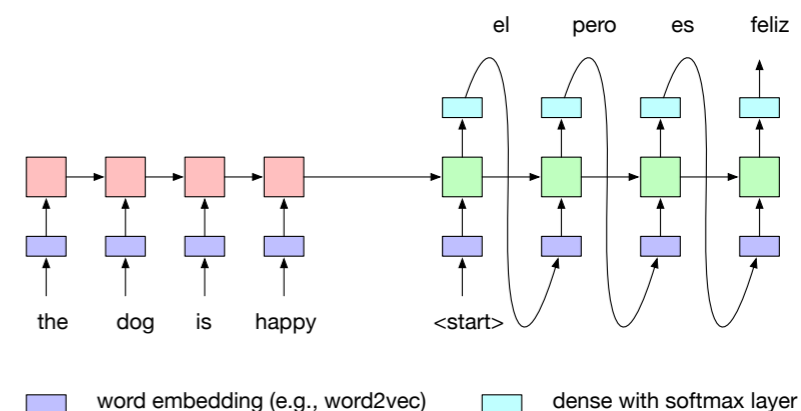 el pero es feliz
the dog is happy <start>
word embedding (e.g., word2vec) dense with softmax layer